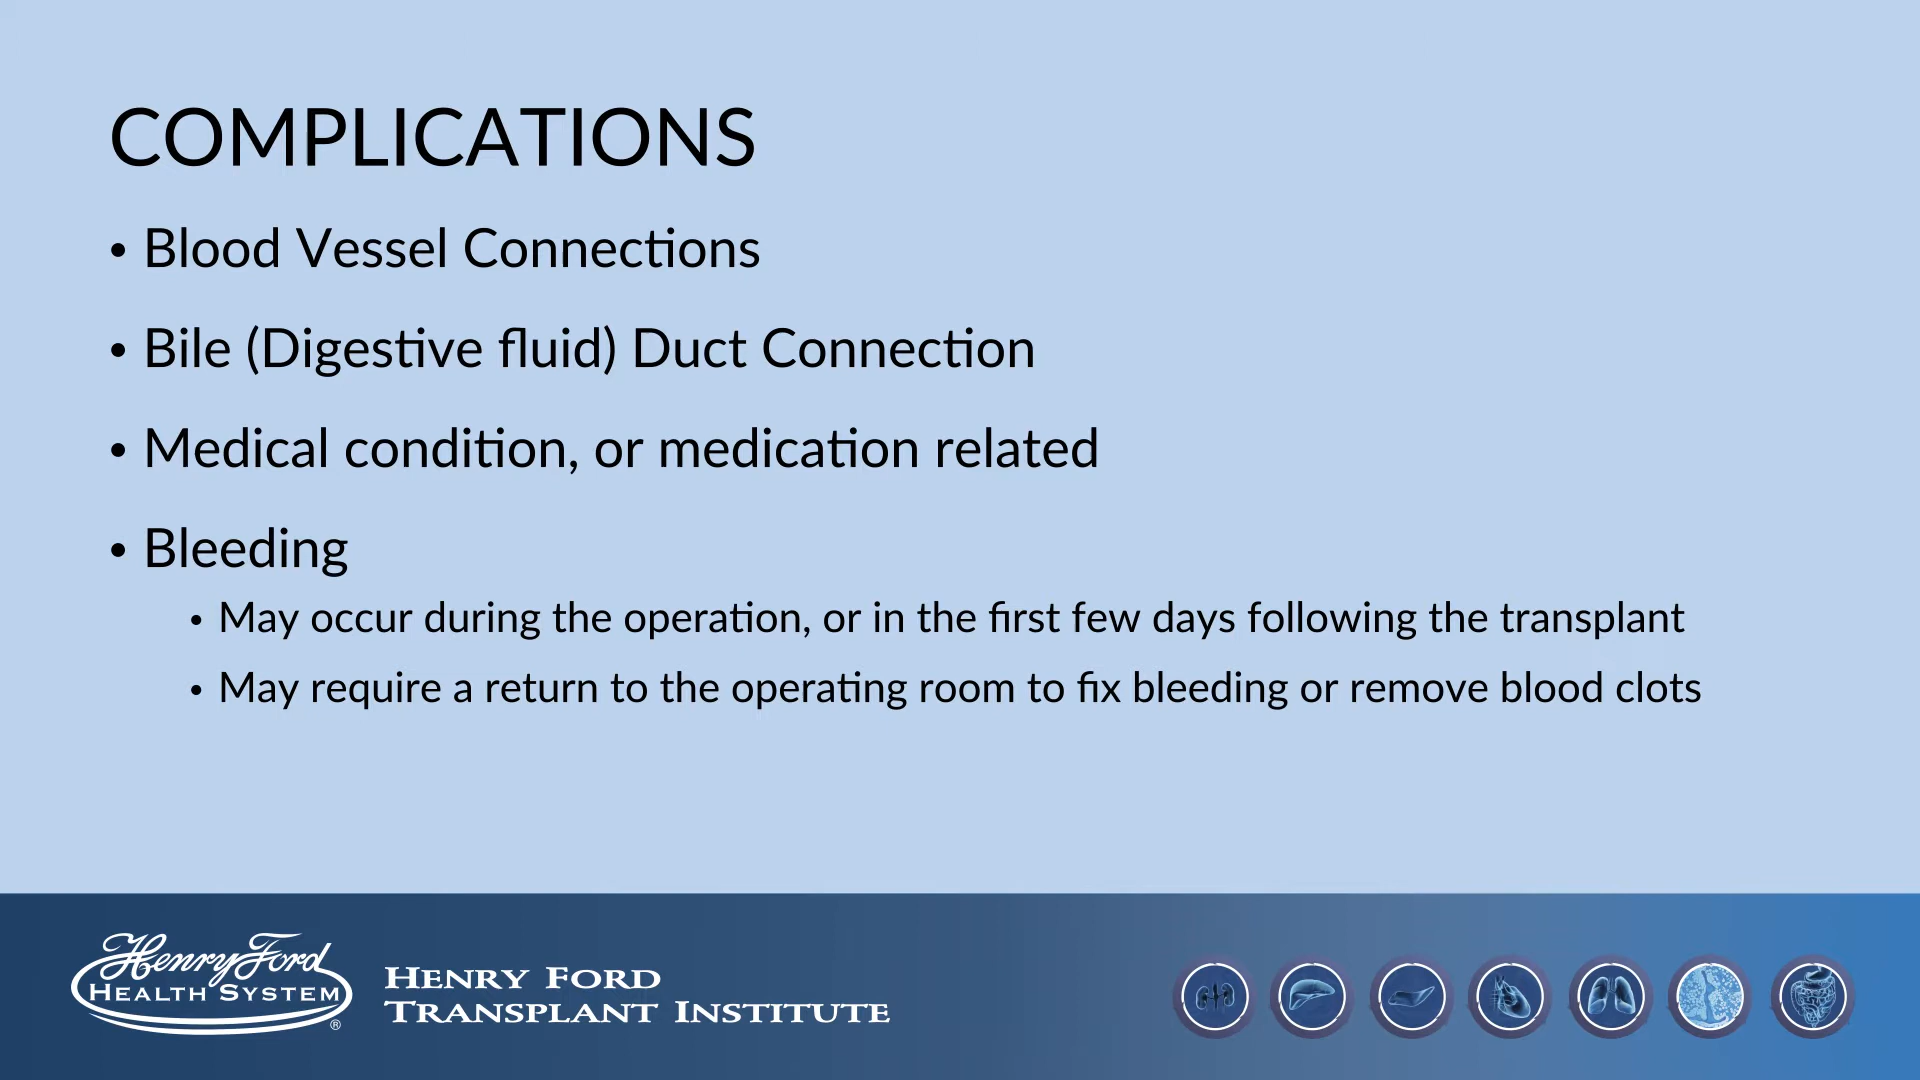 COMPLICATIONS
• Blood Vessel Connections
• Bile (Digestive fluid) Duct Connection
• Medical condition, or medication related
• Bleeding
• May occur during the operation, or in the first few days following the transplant
• May require a return to the operating room to fix bleeding or remove blood clots
Henry Ford
HEALTH SYSTEM
®
HENRY FORD
TRANSPLANT INSTITUTE